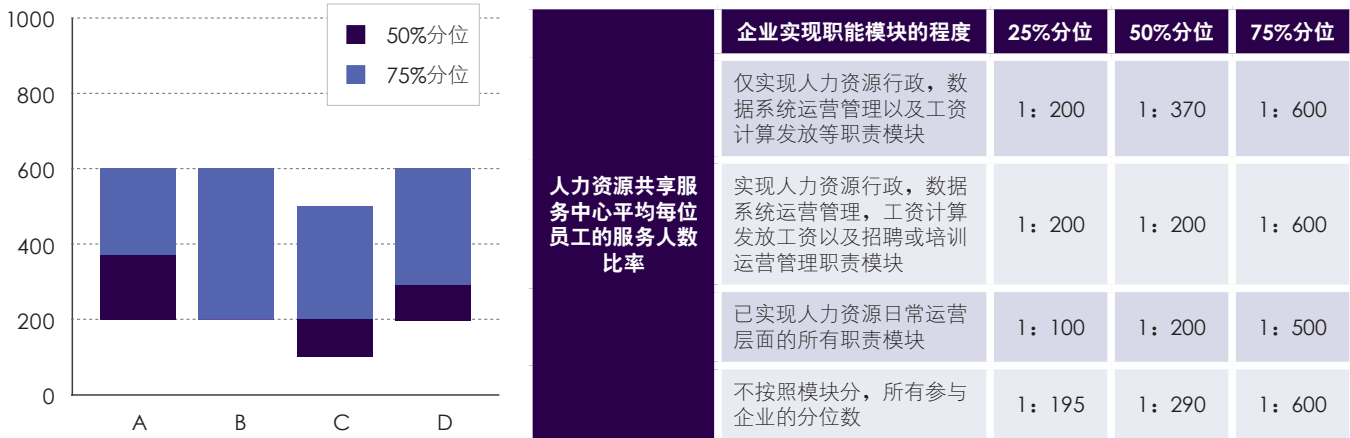 1000
800
600
400
200
0
50%分位
75%分位
A
B
C
D
人力资源共享服
务中心平均每位
员工的服务人数
比率
企业实现职能模块的程度
25%分位
50%分位
75%分位
仅实现人力资源行政，数
据系统运营管理以及工资
计算发放等职责模块
1：200
1：370
1：600
实现人力资源行政，数据
系统运营管理，工资计算
发放工资以及招聘或培训
运营管理职责模块
1：200
1：200
1：600
已实现人力资源日常运营
层面的所有职责模块
1：100
1：200
1：500
不按照模块分，所有参与
企业的分位数
1：195
1：290
1：600